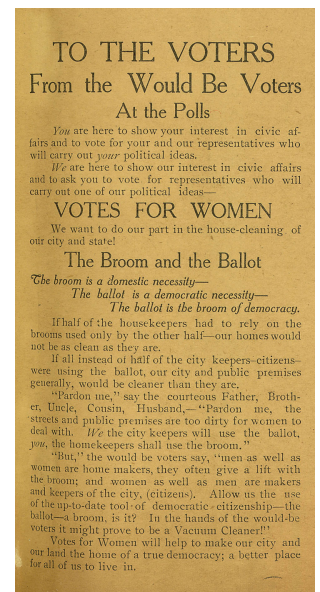 TO THE VOTERS
From the Would Be Voters
At the Polls
You are here to show your interest in civic af-
fairs and to vote for your and our representatives who
will carry out your political ideas.
We are here to show our interest in civic affairs
and to ask you to vote for representatives who will
carry out one of our political ideas—
VOTES FOR WOMEN
We want to do our part in the house-cleaning of
our city and state!
The Broom and the Ballot
The broom is a domestic necessity—
The ballot is a democratic necessity—
The ballot is the broom of democracy.
If half of the housekeepers had to rely on the
brooms used only by the other half—our homes would
not be as clean as they are.
If all instead of half of the city keepers–citizens–
were using the ballot, our city and public premises
generally, would be cleaner than they are.
"Pardon me," say the courteous Father, Broth-
er, Uncle, Cousin, Husband,—"Pardon me, the
streets and public premises are too dirty for women to
deal with. We the city keepers will use the ballot,
you, the homekeepers shall use the broom."
"But," the would be voters say, "men as well as
women are home makers, they often give a lift with
the broom; and women as well as men are makers
and keepers of the city, (citizens). Allow us the use
of the up-to-date tool of democratic citizenship—the
ballot—a broom, is it? In the hands of the would-be
voters it might prove to be a Vacuum Cleaner!"
Votes for Women will help to make our city and
our land the home of a true democracy; a better place
for all of us to live in.